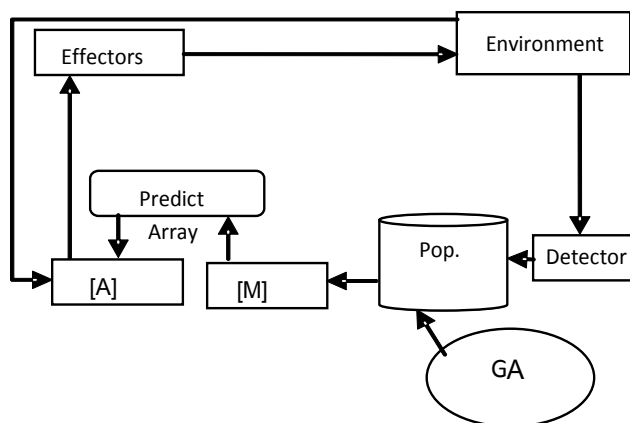 Environment
Effectors
Predict
Array
Pop.
Detector
[A]
[M]
GA